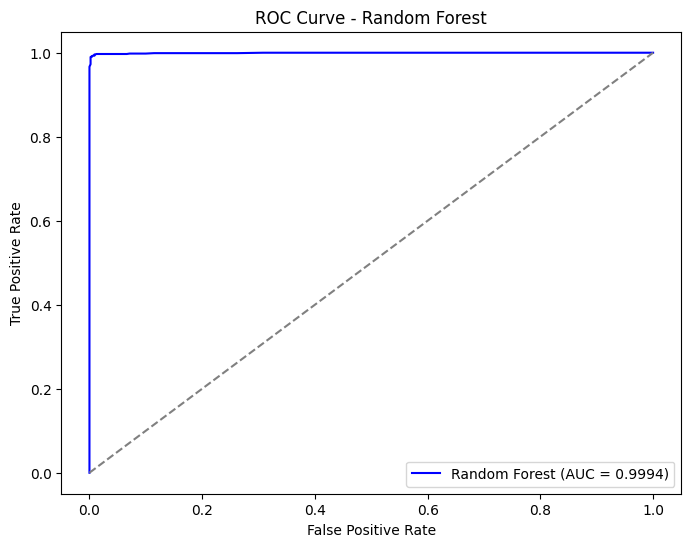 ROC Curve - Random Forest
True Positive Rate
1.0
0.8
0.6
0.4
0.2
0.0
Random Forest (AUC = 0.9994)
0.0 0.2 0.4 0.6 0.8 1.0
False Positive Rate